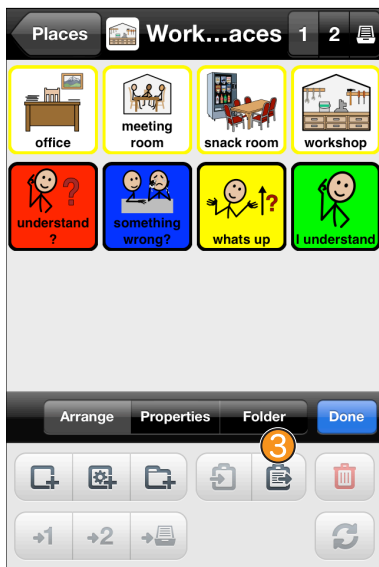 Places
Work...aces
1
2
office
meeting
room
snack room
workshop
understand
?
something
wrong?
whats up
I understand
?
?
Arrange
Properties
Folder
Done
3
→1
→2